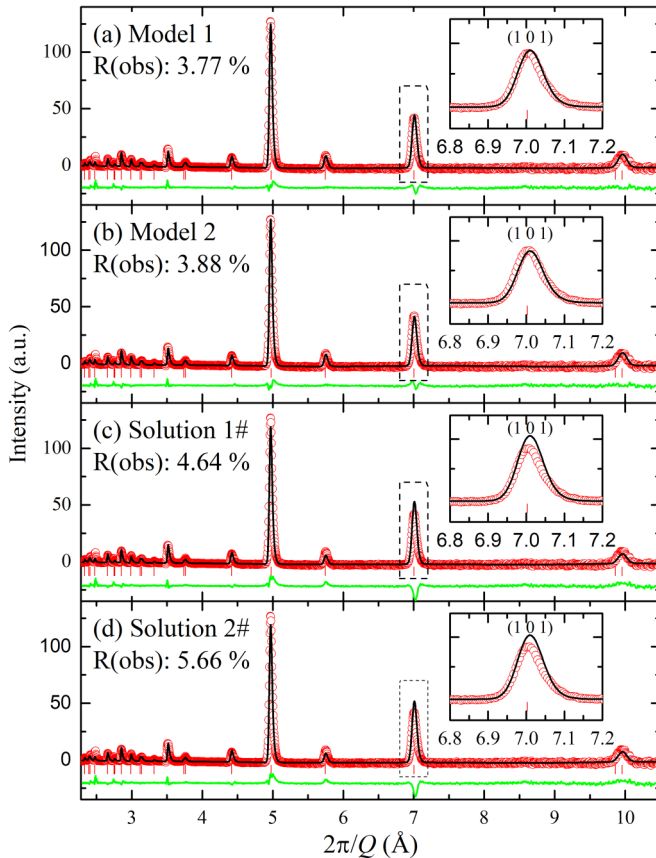 (a) Model 1
R(obs): 3.77 %
(1 0 1)
6.8 6.9 7.0 7.1 7.2
100
50
0
(b) Model 2
R(obs): 3.88 %
(1 0 1)
6.8 6.9 7.0 7.1 7.2
100
50
0
(c) Solution 1#
R(obs): 4.64 %
(1 0 1)
6.8 6.9 7.0 7.1 7.2
100
50
0
(d) Solution 2#
R(obs): 5.66 %
(1 0 1)
6.8 6.9 7.0 7.1 7.2
100
50
0
Intensity (a.u.)
3 4 5 6 7 8 9 10
2π/Q (Å)